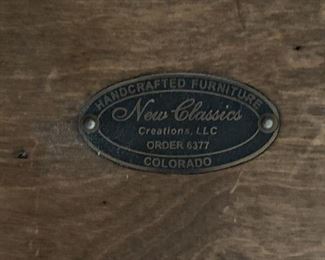 HANDCRAFTED FURNITURE
New Classics
Creations, LLC
ORDER 6377
COLORADO